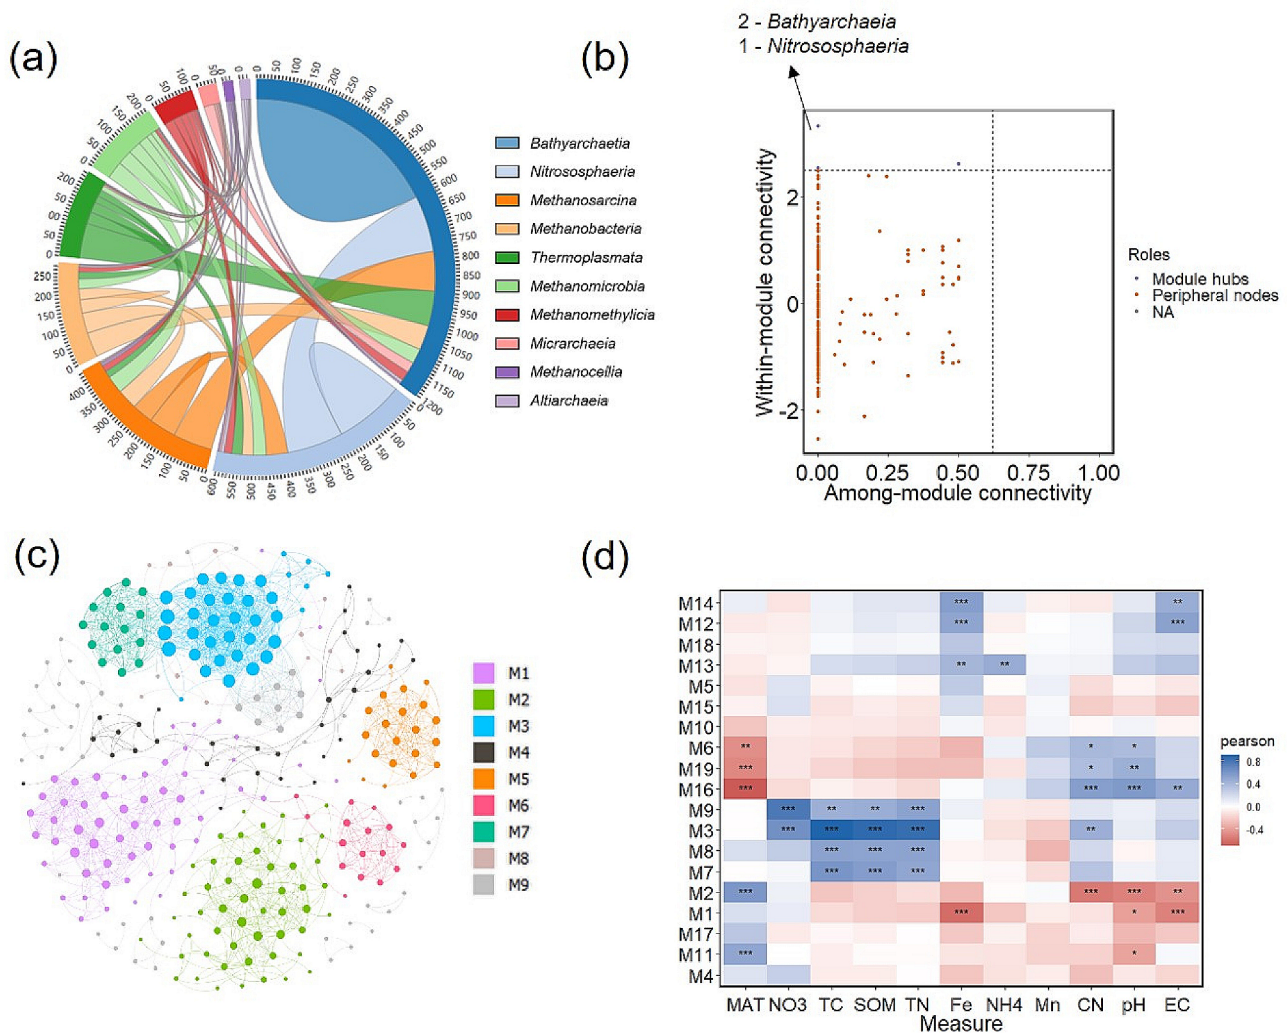 (a)
Bathyarchaetia
Nitrososphaeria
Methanosarcina
Methanobacteria
Thermoplasmata
Methanomicrobia
Methanomethylicia
Micrarchaeia
Methanocellia
Altiarchaeia
(b)
2 - Bathyarchaeia
1 - Nitrososphaeria
Within-module connectivity
2
0
-2
0.00 0.25 0.50 0.75 1.00
Among-module connectivity
Roles
Module hubs
Peripheral nodes
NA
(c)
M1
M2
M3
M4
M5
M6
M7
M8
M9
(d)
M14 *** **
M12 *** ***
M18
M13 ** **
M5
M15
M10
M6 ** * *
M19 *** * **
M16 *** *** *** **
M9 *** ** ** ***
M3 *** *** *** *** **
M8 *** *** ***
M7 *** *** ***
M2 *** *** *** **
M1 *** * ***
M17
M11 *** *
M4
MAT NO3 TC SOM TN Fe NH4 Mn CN pH EC
Measure
pearson
0.8
0.4
0.0
-0.4